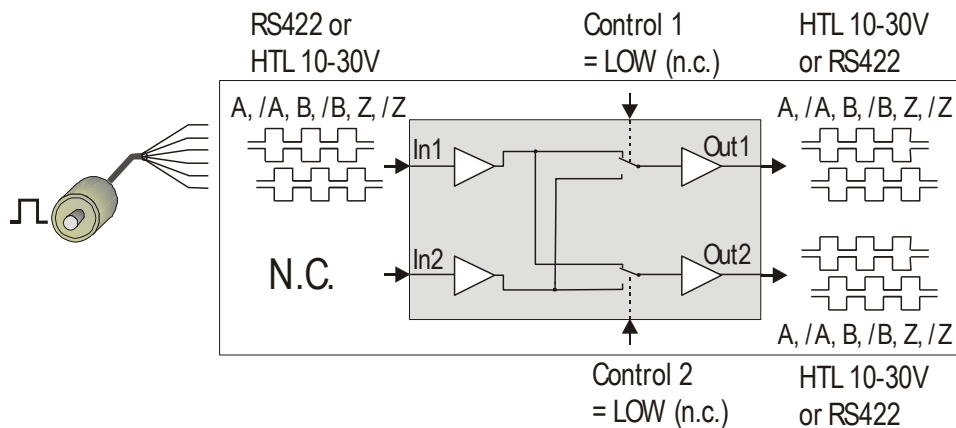 RS422 or
HTL 10-30V
Control 1
= LOW (n.c.)
HTL 10-30V
or RS422
A, /A, B, /B, Z, /Z
A, /A, B, /B, Z, /Z
In1
Out1
In2
Out2
N.C.
A, /A, B, /B, Z, /Z
Control 2
= LOW (n.c.)
HTL 10-30V
or RS422